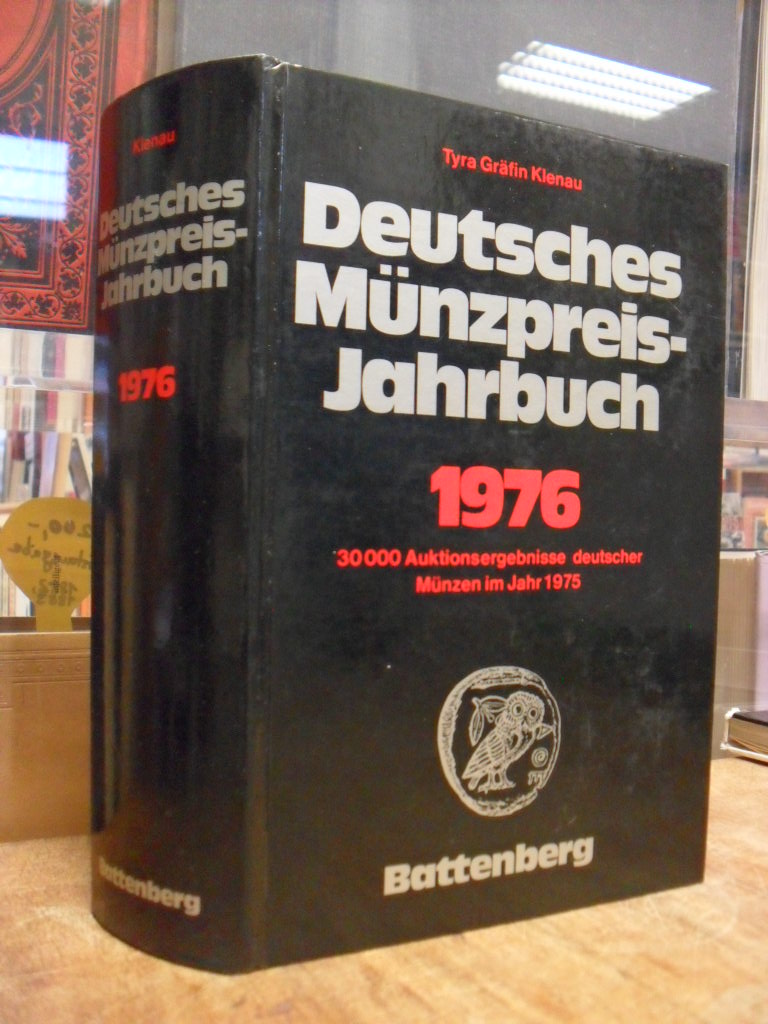 Klenau
Deutsches
Münzpreis-
Jahrbuch
1976
Battenberg
Tyra Gräfin Klenau
Deutsches
Münzpreis-
Jahrbuch
1976
30 000 Auktionsergebnisse deutscher
Münzen im Jahr 1975
Battenberg